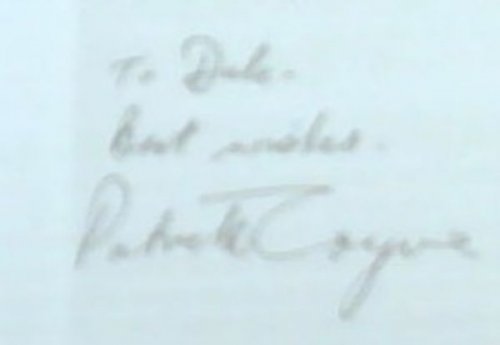 To Dale.
Best wishes.
Patrick Coyne